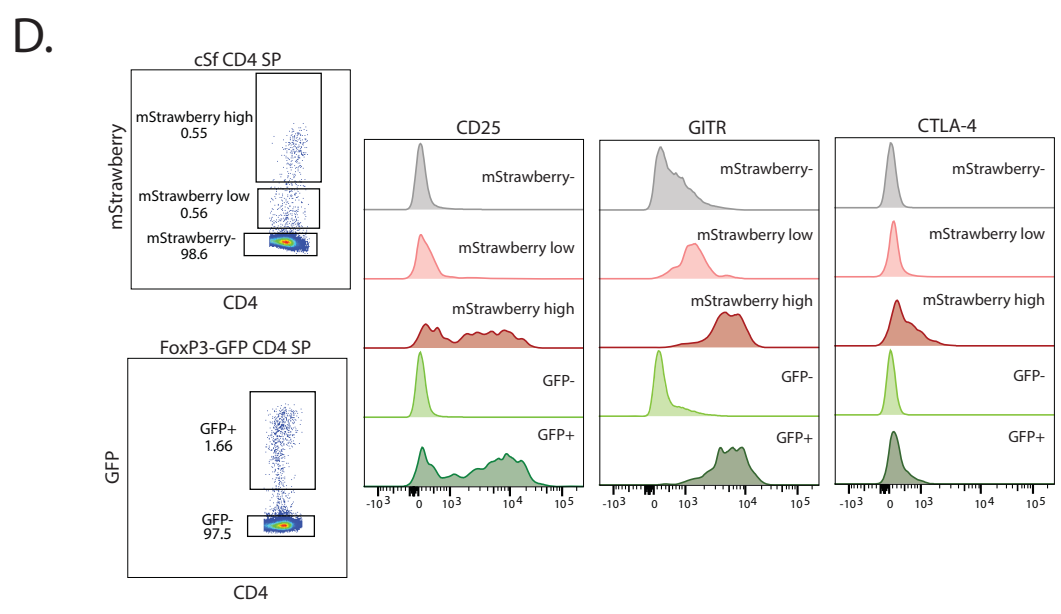 D.
cSf CD4 SP
mStrawberry
mStrawberry high
0.55
mStrawberry low
0.56
mStrawberry-
98.6
CD4
FoxP3-GFP CD4 SP
GFP
GFP+
1.66
GFP-
97.5
CD4
CD25
mStrawberry-
mStrawberry low
mStrawberry high
GFP-
GFP+
-10³ 0 10³ 10⁴ 10⁵
GITR
mStrawberry-
mStrawberry low
mStrawberry high
GFP-
GFP+
-10³ 0 10³ 10⁴ 10⁵
CTLA-4
mStrawberry-
mStrawberry low
mStrawberry high
GFP-
GFP+
-10³ 0 10³ 10⁴ 10⁵